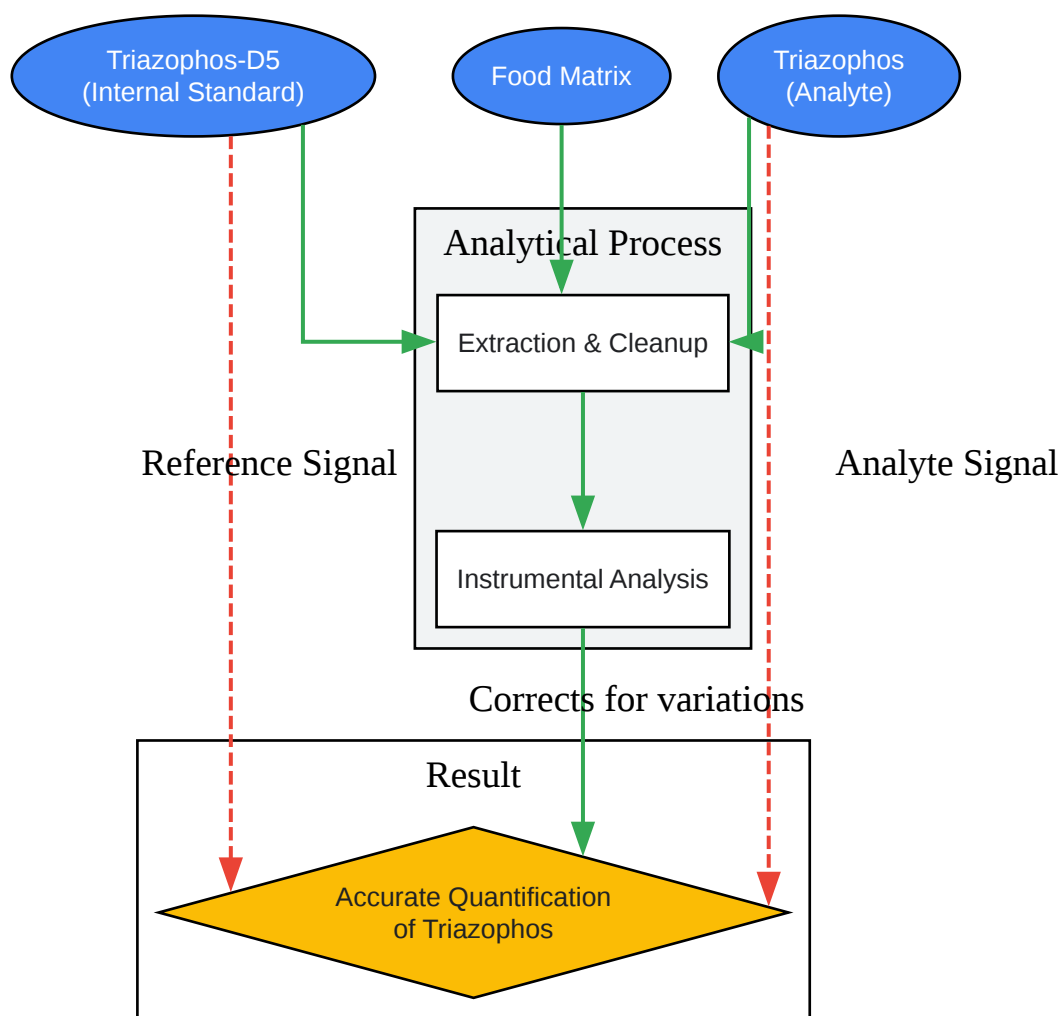 Triazophos-D5
(Internal Standard)
Food Matrix
Triazophos
(Analyte)
Analytical Process
Extraction & Cleanup
Reference Signal
Analyte Signal
Instrumental Analysis
Corrects for variations
Result
Accurate Quantification
of Triazophos